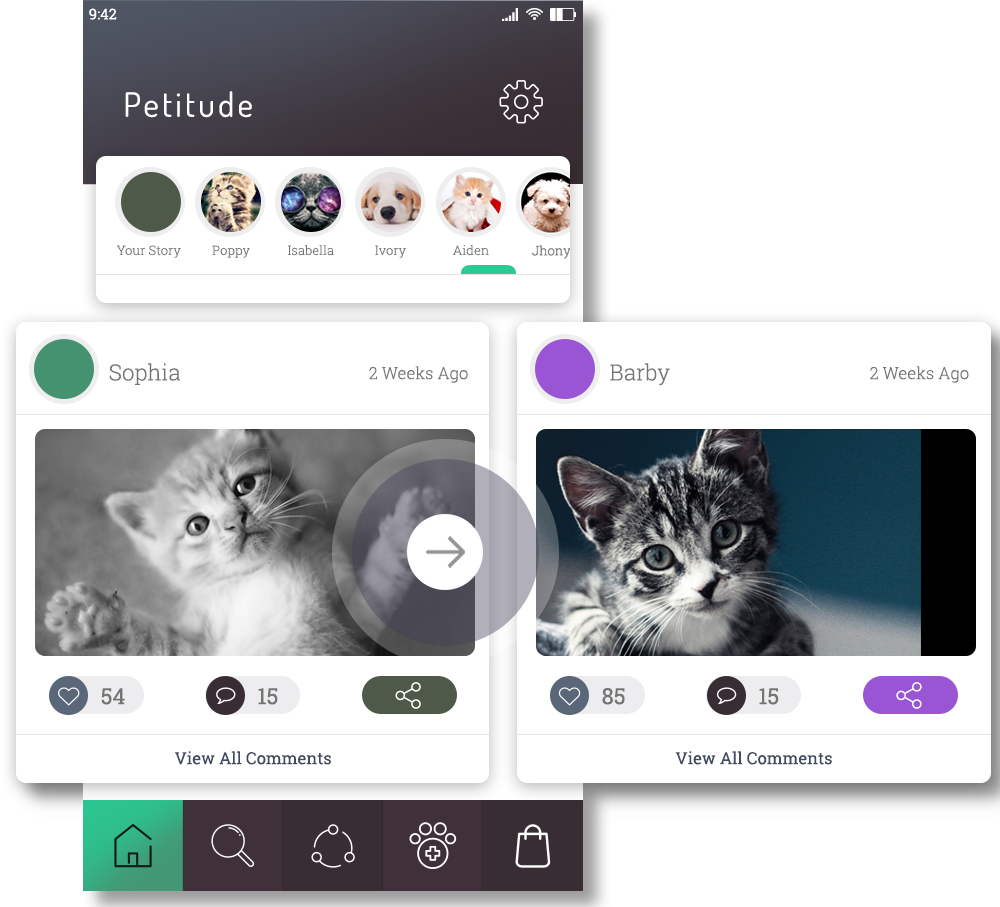 9:42
Petitude
Your Story Poppy Isabella Ivory Aiden Jhony
Sophia 2 Weeks Ago
54 15
View All Comments
Barby 2 Weeks Ago
85 15
View All Comments